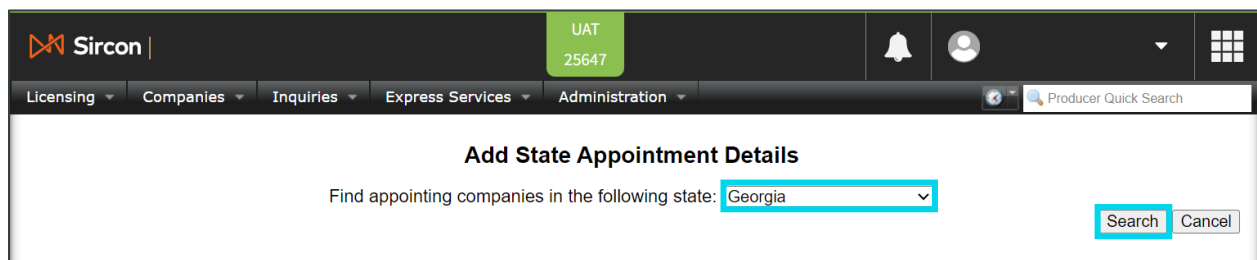 Sircon |
UAT
25647
Licensing Companies Inquiries Express Services Administration Producer Quick Search
Add State Appointment Details
Find appointing companies in the following state: Georgia
Search Cancel